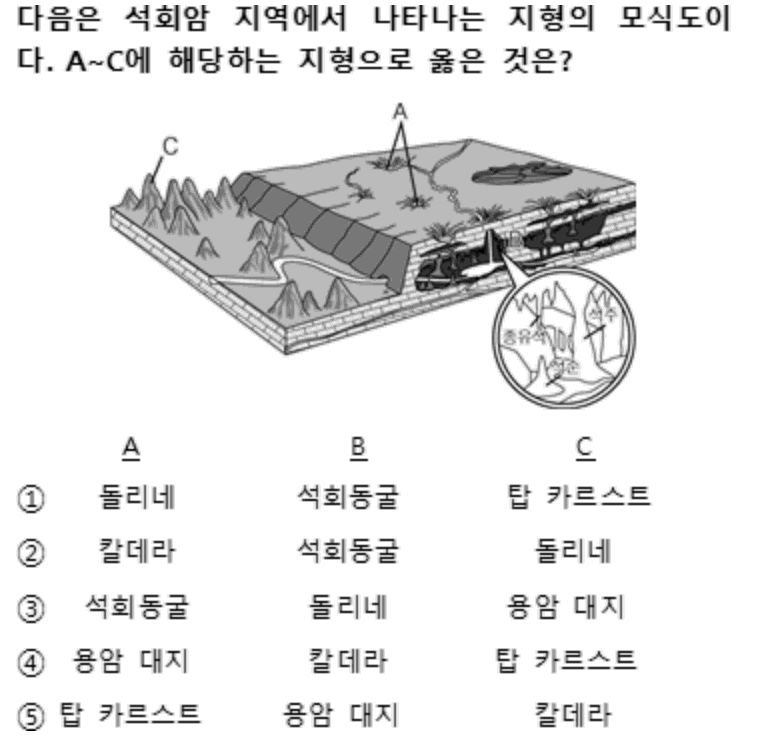 다음은 석회암 지역에서 나타나는 지형의 모식도이
다. A~C에 해당하는 지형으로 옳은 것은?
A
C
석주
종유석
석순
A B C
① 돌리네 석회동굴 탑 카르스트
② 칼데라 석회동굴 돌리네
③ 석회동굴 돌리네 용암 대지
④ 용암 대지 칼데라 탑 카르스트
⑤ 탑 카르스트 용암 대지 칼데라